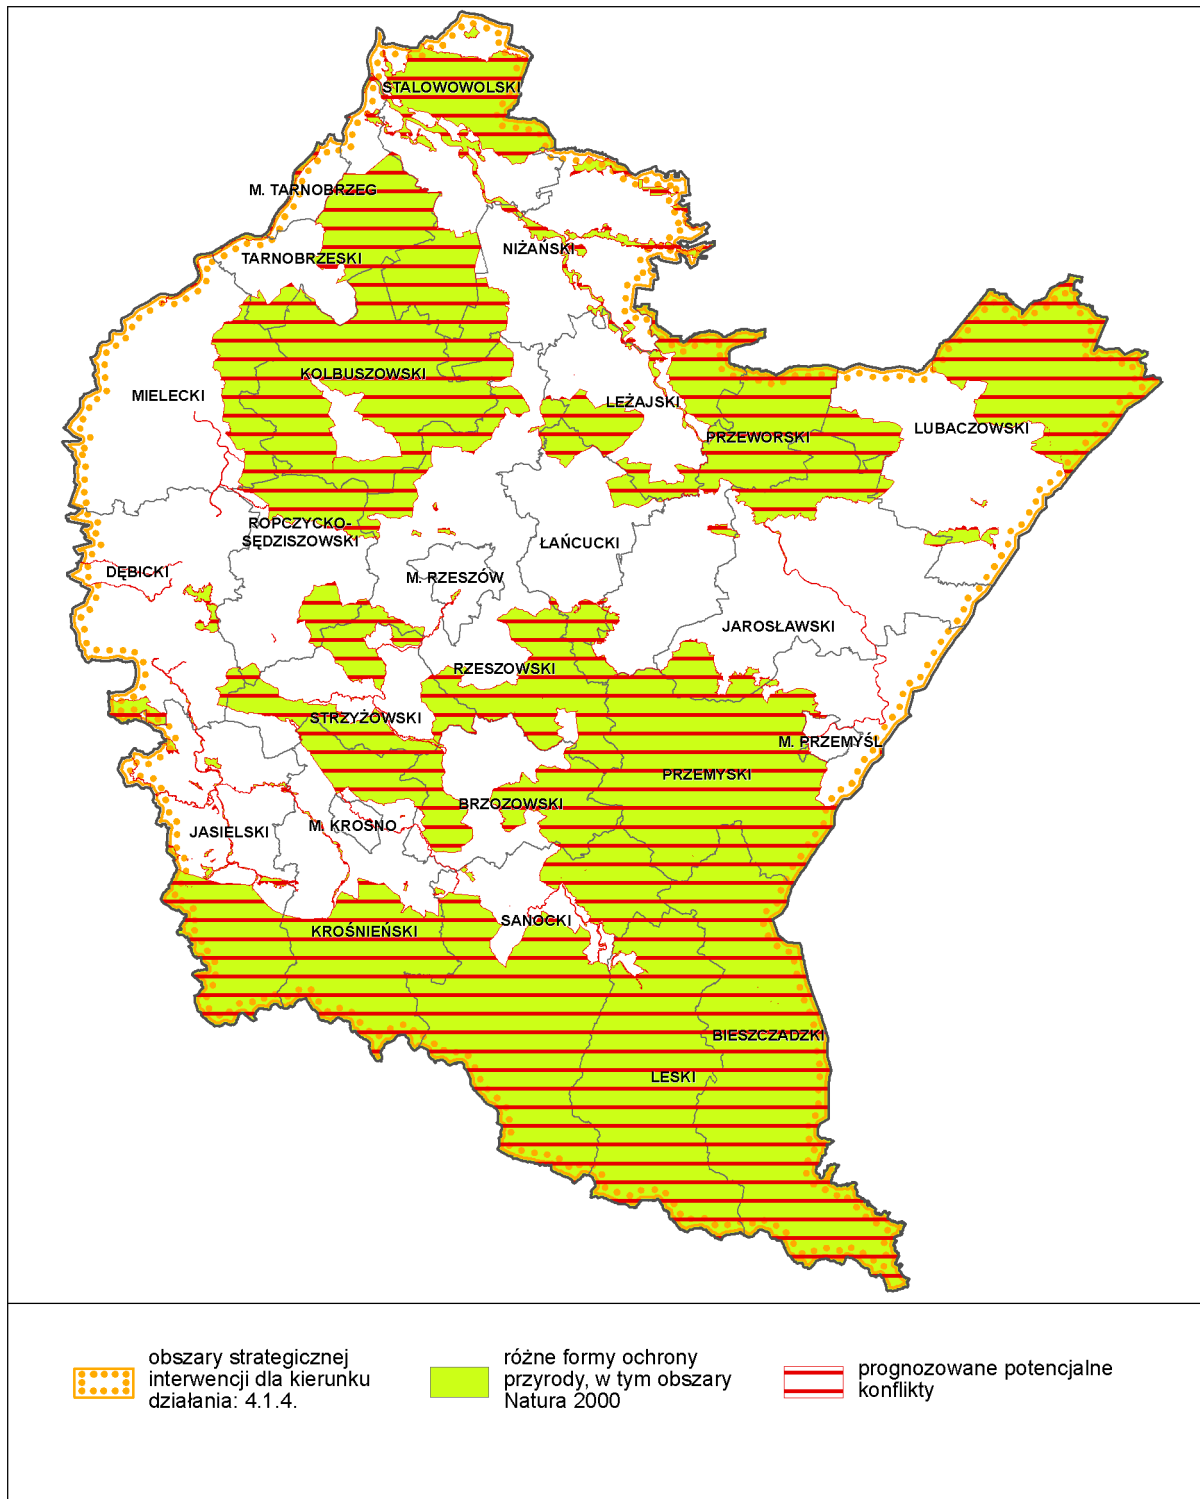 STALOWOWOLSKI
M. TARNOBRZEG
NIŻAŃSKI
TARNOBRZESKI
KOLBUSZOWSKI
MIELECKI
LEŻAJSKI
LUBACZOWSKI
PRZEWORSKI
ROPCZYCKO-
SĘDZISZOWSKI
ŁAŃCUCKI
DĘBICKI
M. RZESZÓW
JAROSŁAWSKI
RZESZOWSKI
STRZYŻOWSKI
M. PRZEMYŚL
PRZEMYSKI
BRZOZOWSKI
JASIELSKI
M. KROSNO
SANOCKI
KROŚNIEŃSKI
BIESZCZADZKI
LESKI
obszary strategicznej
interwencji dla kierunku
działania: 4.1.4.
różne formy ochrony
przyrody, w tym obszary
Natura 2000
prognozowane potencjalne
konflikty